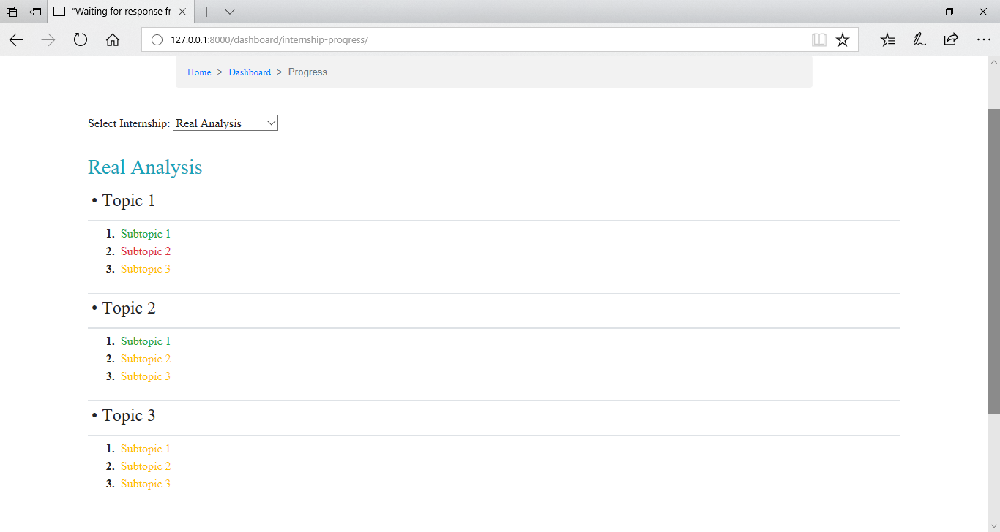 “Waiting for response fr
127.0.0.1:8000/dashboard/internship-progress/
Home > Dashboard > Progress
Select Internship: Real Analysis
Real Analysis
• Topic 1
1. Subtopic 1
2. Subtopic 2
3. Subtopic 3
• Topic 2
1. Subtopic 1
2. Subtopic 2
3. Subtopic 3
• Topic 3
1. Subtopic 1
2. Subtopic 2
3. Subtopic 3